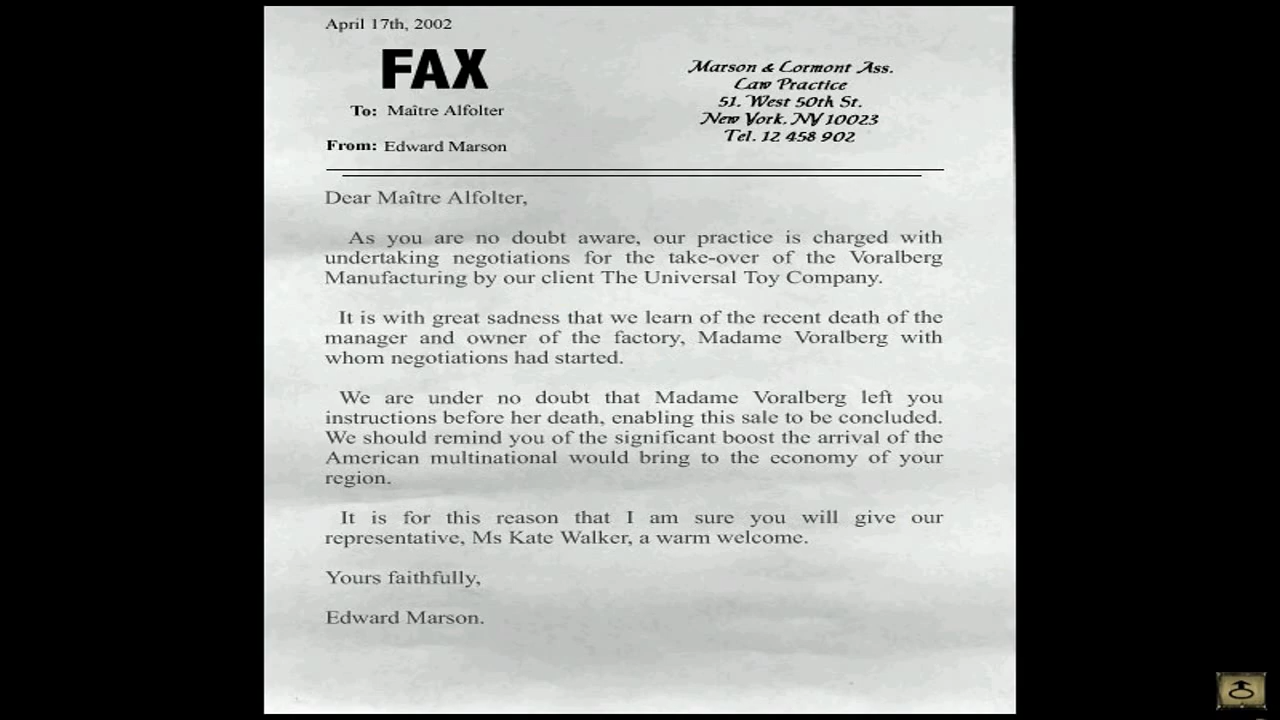 April 17th, 2002
FAX
To: Maître Alfolter
From: Edward Marson
Marson & Lormont Ass.
Law Practice
51. West 50th St.
New York, NY 10023
Tel. 12 458 902
Dear Maître Alfolter,
As you are no doubt aware, our practice is charged with
undertaking negotiations for the take-over of the Voralberg
Manufacturing by our client The Universal Toy Company.
It is with great sadness that we learn of the recent death of the
manager and owner of the factory, Madame Voralberg with
whom negotiations had started.
We are under no doubt that Madame Voralberg left you
instructions before her death, enabling this sale to be concluded.
We should remind you of the significant boost the arrival of the
American multinational would bring to the economy of your
region.
It is for this reason that I am sure you will give our
representative, Ms Kate Walker, a warm welcome.
Yours faithfully,
Edward Marson.